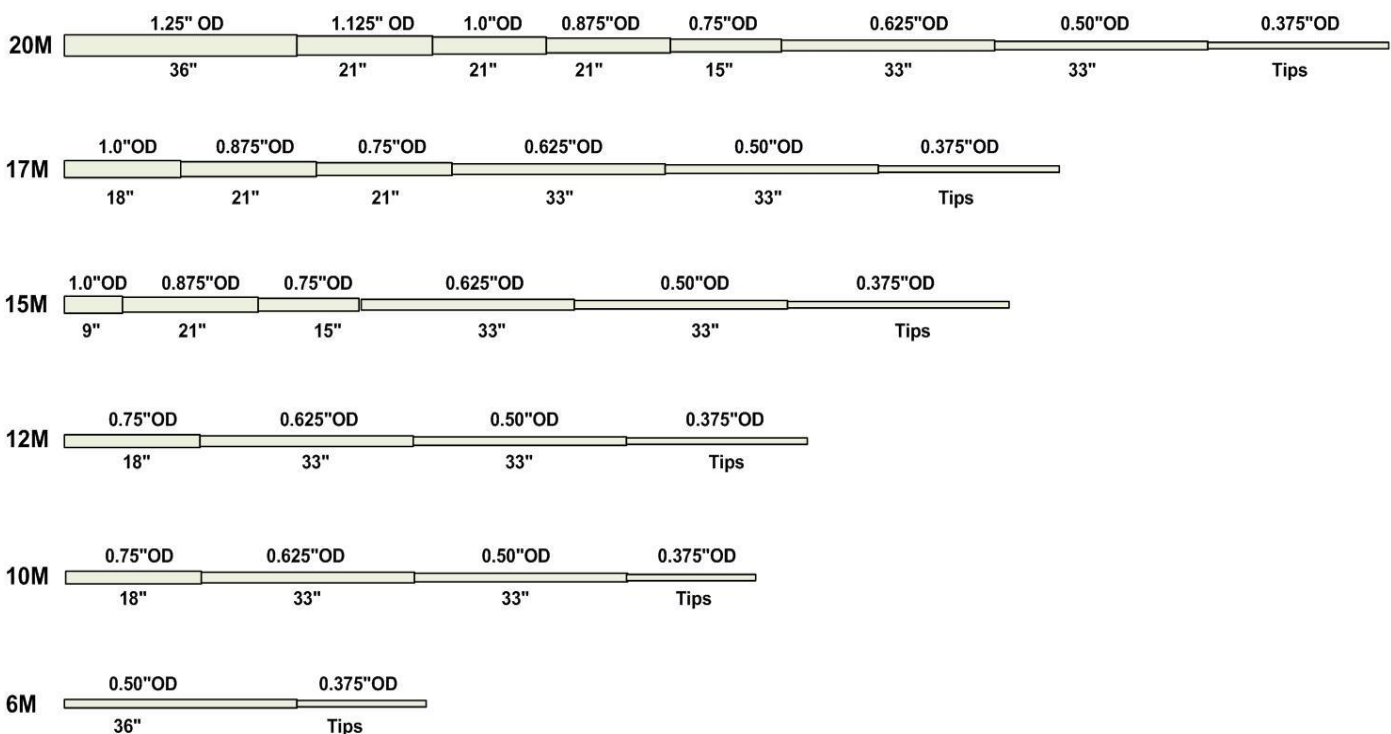 1.25" OD 1.125" OD 1.0"OD 0.875"OD 0.75"OD 0.625"OD 0.50"OD 0.375"OD
20M
36" 21" 21" 21" 15" 33" 33" Tips
1.0"OD 0.875"OD 0.75"OD 0.625"OD 0.50"OD 0.375"OD
17M
18" 21" 21" 33" 33" Tips
1.0"OD 0.875"OD 0.75"OD 0.625"OD 0.50"OD 0.375"OD
15M
9" 21" 15" 33" 33" Tips
0.75"OD 0.625"OD 0.50"OD 0.375"OD
12M
18" 33" 33" Tips
0.75"OD 0.625"OD 0.50"OD 0.375"OD
10M
18" 33" 33" Tips
0.50"OD 0.375"OD
6M
36" Tips